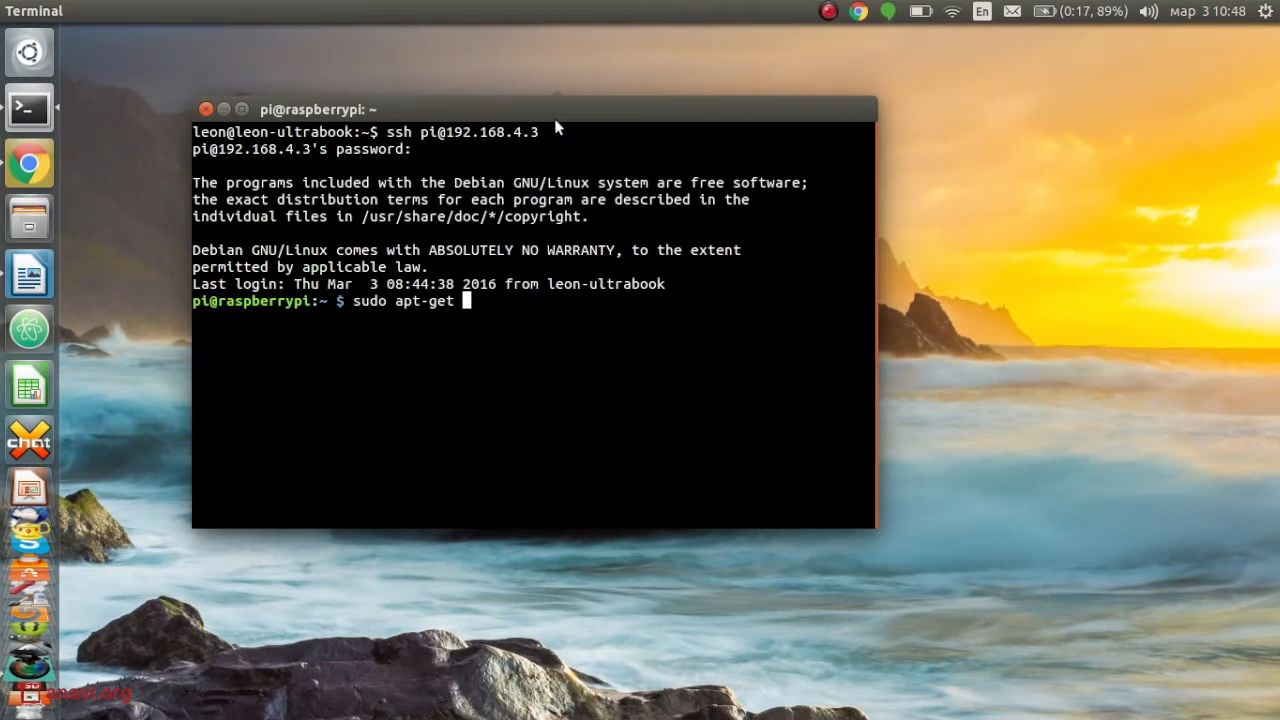 Terminal
En
(0:17, 89%)
мар 3 10:48
pi@raspberrypi: ~
leon@leon-ultrabook:~$ ssh pi@192.168.4.3
pi@192.168.4.3's password:
The programs included with the Debian GNU/Linux system are free software;
the exact distribution terms for each program are described in the
individual files in /usr/share/doc/*/copyright.
Debian GNU/Linux comes with ABSOLUTELY NO WARRANTY, to the extent
permitted by applicable law.
Last login: Thu Mar  3 08:44:38 2016 from leon-ultrabook
pi@raspberrypi:~ $ sudo apt-get
chat
anavi.org